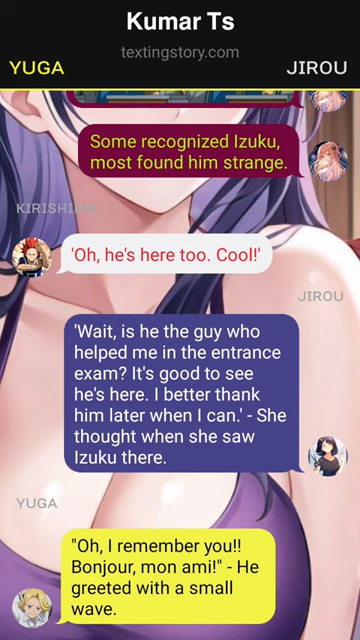 Kumar Ts
textingstory.com
YUGA
JIROU
Some recognized Izuku,
most found him strange.
KIRISHIMA
'Oh, he's here too. Cool!'
JIROU
'Wait, is he the guy who
helped me in the entrance
exam? It's good to see
he's here. I better thank
him later when I can.' - She
thought when she saw
Izuku there.
YUGA
"Oh, I remember you!!
Bonjour, mon ami!" - He
greeted with a small
wave.